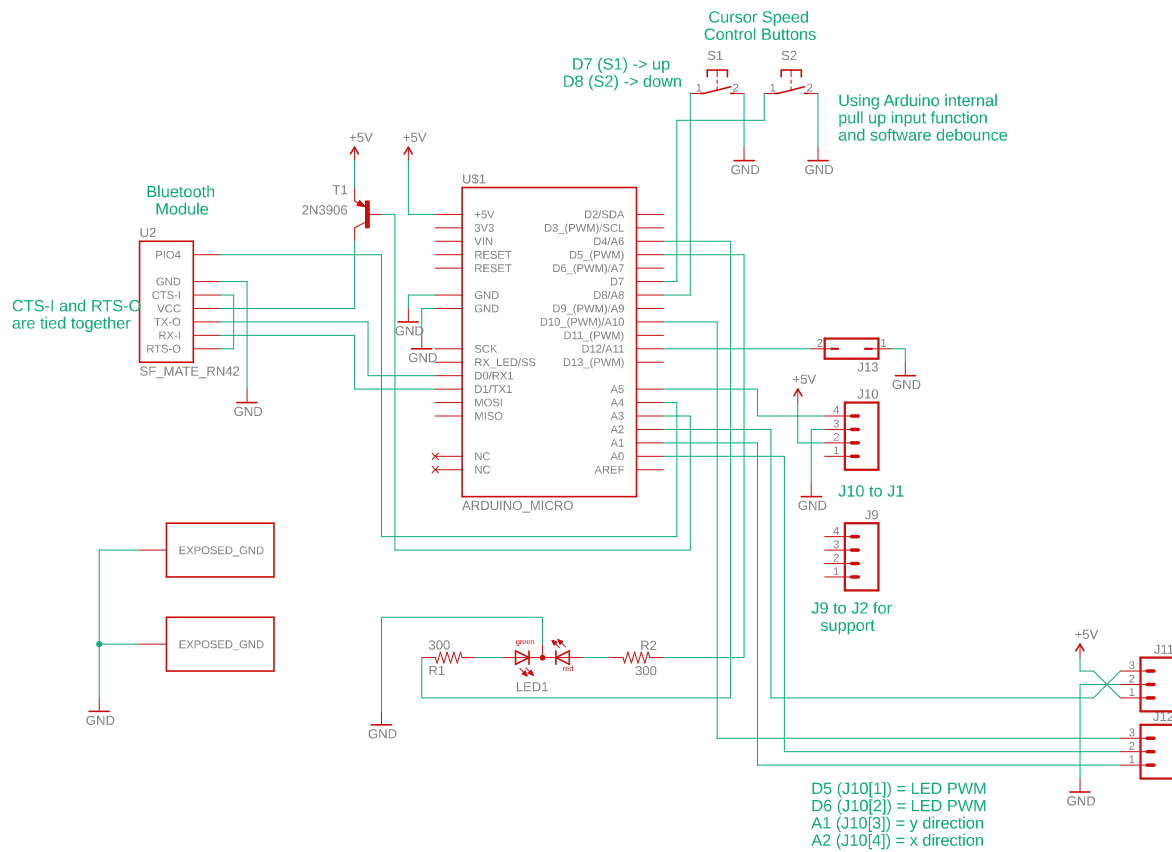 Cursor Speed
Control Buttons
S1
S2
D7 (S1) -> up
D8 (S2) -> down
1
2
1
2
Using Arduino internal
pull up input function
and software debounce
GND
GND
+5V
+5V
T1
2N3906
Bluetooth
Module
U2
PIO4
GND
CTS-I
VCC
TX-O
RX-I
RTS-O
SF_MATE_RN42
CTS-I and RTS-O
are tied together
GND
U$1
+5V
3V3
VIN
RESET
RESET
GND
GND
SCK
RX_LED/SS
D0/RX1
D1/TX1
MOSI
MISO
NC
NC
D2/SDA
D3_(PWM)/SCL
D4/A6
D5_(PWM)
D6_(PWM)/A7
D7
D8/A8
D9_(PWM)/A9
D10_(PWM)/A10
D11_(PWM)
D12/A11
D13_(PWM)
A5
A4
A3
A2
A1
A0
AREF
ARDUINO_MICRO
GND
GND
2
1
J13
GND
+5V
J10
4
3
2
1
GND
J10 to J1
J9
4
3
2
1
J9 to J2 for
support
EXPOSED_GND
EXPOSED_GND
GND
300
R1
green
red
LED1
R2
300
GND
+5V
J11
3
2
1
J12
3
2
1
GND
D5 (J10[1]) = LED PWM
D6 (J10[2]) = LED PWM
A1 (J10[3]) = y direction
A2 (J10[4]) = x direction